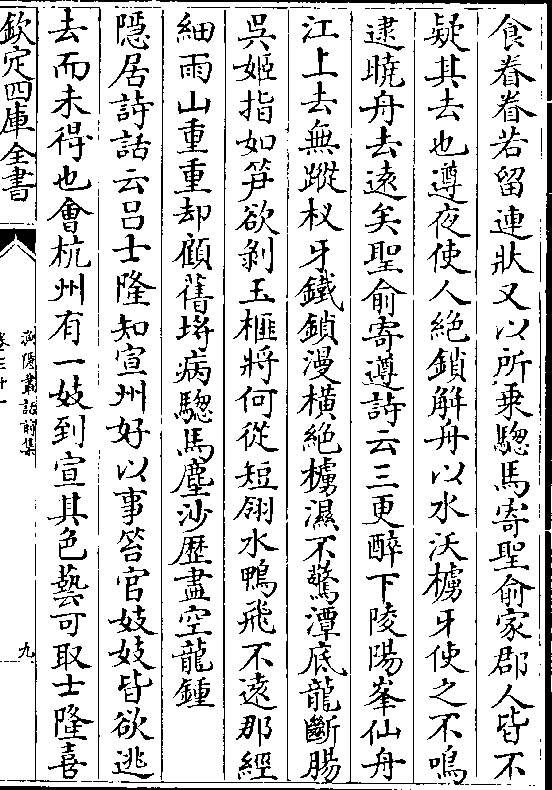 食眷眷若留連狀又以所乗驄馬寄聖俞家郡人皆不
疑其去也遵夜使人絶鎖解舟以水沃櫓牙使之不鳴
逮曉舟去逺矣聖俞寄遵詩云三更醉下陵陽峯仙舟
江上去無蹤杈牙鐵鎖漫橫絶櫓濕不驚潭底龍斷腸
吳姬指如笋欲剝玉榧將何從短翎水鴨飛不逺那經
細雨山重重却顧舊埓病驄馬塵沙歴盡空龍鍾
隱居詩話云吕士隆知宣州好以事笞官妓妓皆欲逃
去而未得也會杭州有一妓到宣其色藝可取士隆喜
欽定四庫全書
漁隱叢話前集
卷三十一
九